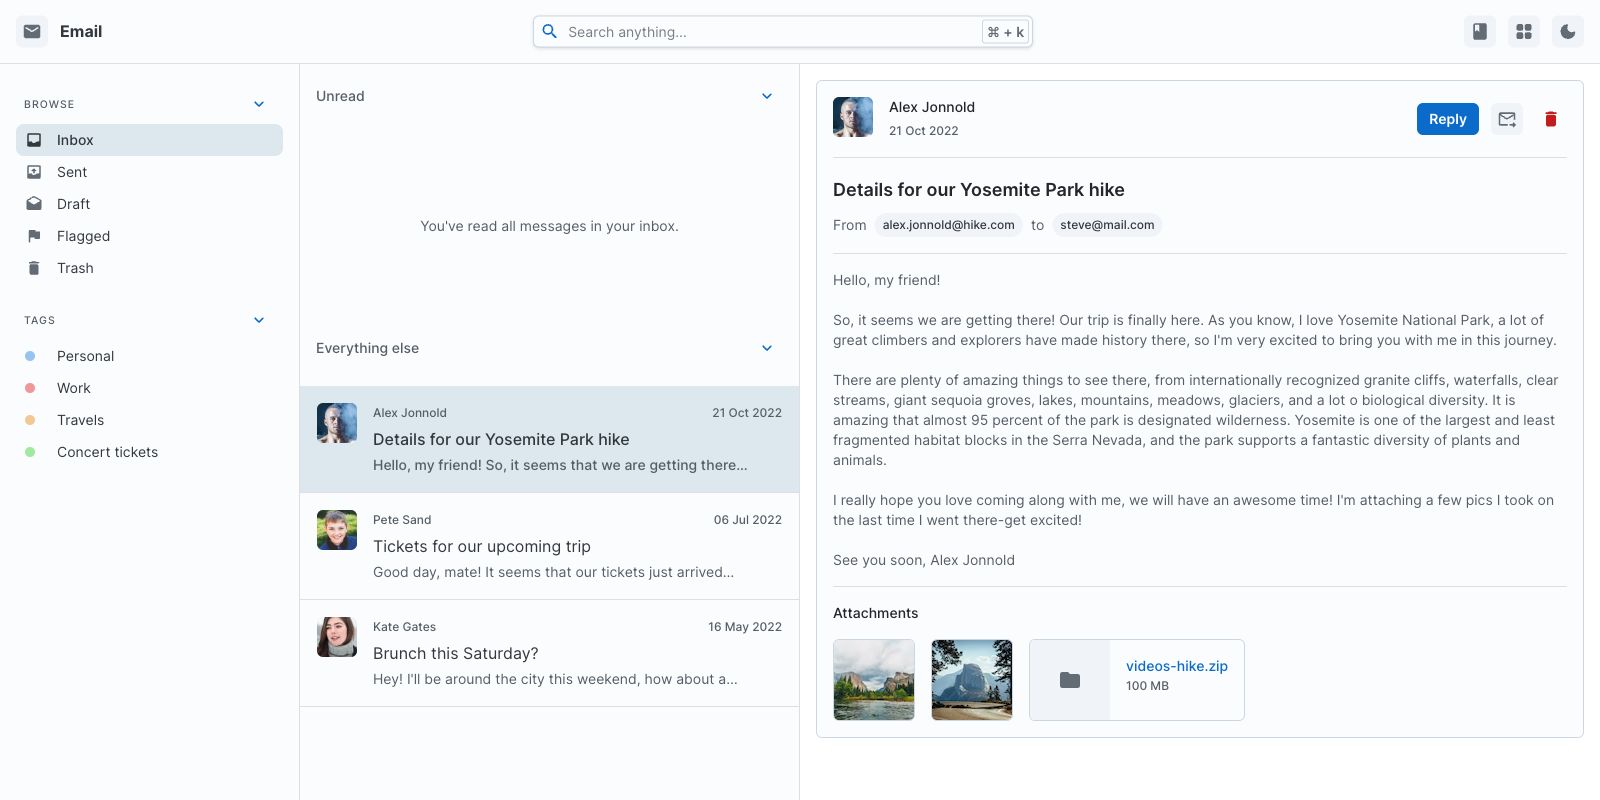 Email
Search anything...
⌘ + k
BROWSE
Inbox
Sent
Draft
Flagged
Trash
TAGS
Personal
Work
Travels
Concert tickets
Unread
You've read all messages in your inbox.
Everything else
Alex Jonnold
21 Oct 2022
Details for our Yosemite Park hike
Hello, my friend! So, it seems that we are getting there...
Pete Sand
06 Jul 2022
Tickets for our upcoming trip
Good day, mate! It seems that our tickets just arrived...
Kate Gates
16 May 2022
Brunch this Saturday?
Hey! I'll be around the city this weekend, how about a...
Alex Jonnold
21 Oct 2022
Reply
Details for our Yosemite Park hike
From alex.jonnold@hike.com to steve@mail.com
Hello, my friend!
So, it seems we are getting there! Our trip is finally here. As you know, I love Yosemite National Park, a lot of
great climbers and explorers have made history there, so I'm very excited to bring you with me in this journey.
There are plenty of amazing things to see there, from internationally recognized granite cliffs, waterfalls, clear
streams, giant sequoia groves, lakes, mountains, meadows, glaciers, and a lot o biological diversity. It is
amazing that almost 95 percent of the park is designated wilderness. Yosemite is one of the largest and least
fragmented habitat blocks in the Serra Nevada, and the park supports a fantastic diversity of plants and
animals.
I really hope you love coming along with me, we will have an awesome time! I'm attaching a few pics I took on
the last time I went there-get excited!
See you soon, Alex Jonnold
Attachments
videos-hike.zip
100 MB